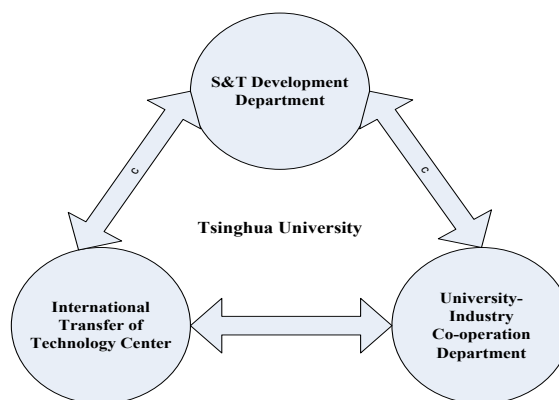 S&T Development
Department
C
C
Tsinghua University
International
Transfer of
Technology Center
University-
Industry
Co-operation
Department